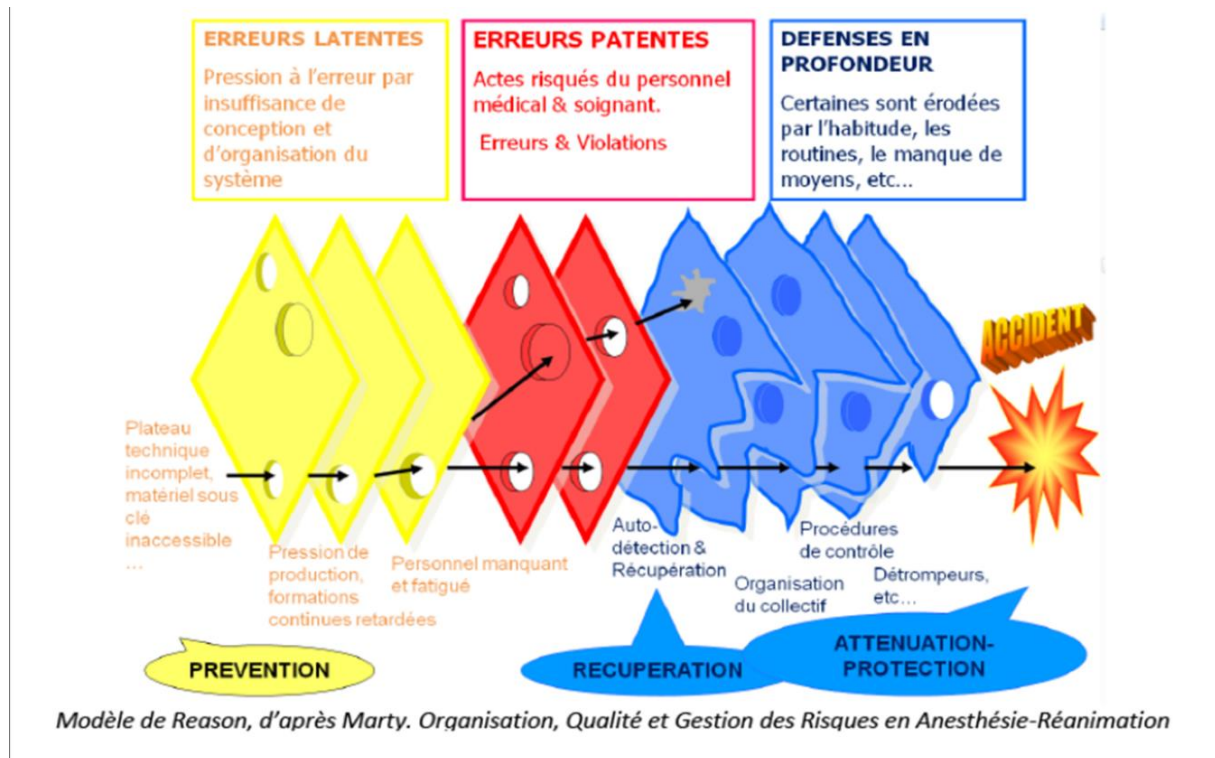 ERREURS LATENTES
Pression à l'erreur par
insuffisance de
conception et
d'organisation du
système
ERREURS PATENTES
Actes risqués du personnel
médical & soignant.
Erreurs & Violations
DEFENSES EN
PROFONDEUR
Certaines sont érodées
par l'habitude, les
routines, le manque de
moyens, etc...
ACCIDENT
Plateau
technique
incomplet,
matériel sous
clé
inaccessible
...
Pression de
production,
formations
continues retardées
Personnel manquant
et fatigué
Auto-
détection &
Récupération
Organisation
du collectif
Procédures
de contrôle
Détrompeurs,
etc...
PREVENTION
RECUPERATION
ATTENUATION-
PROTECTION
Modèle de Reason, d'après Marty. Organisation, Qualité et Gestion des Risques en Anesthésie-Réanimation